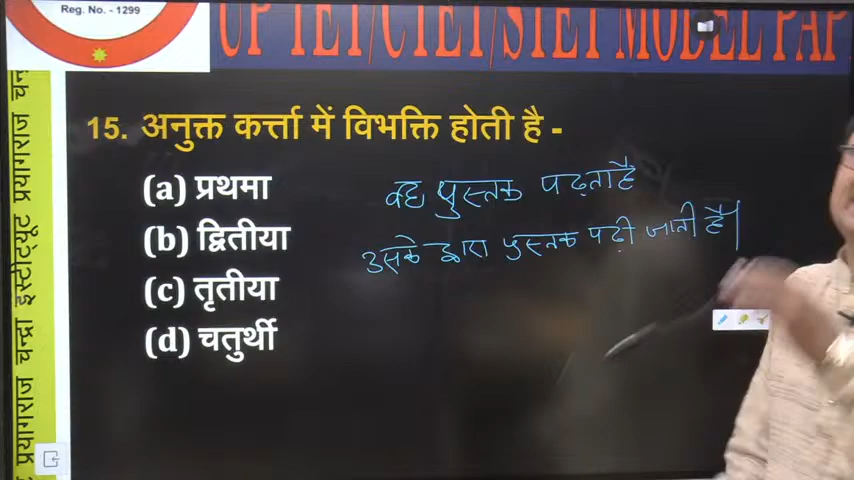 Reg. No. - 1299
UP TET/CTET/STET MODEL PAP
15. अनुक्त कर्त्ता में विभक्ति होती है -
(a) प्रथमा
(b) द्वितीया
(c) तृतीया
(d) चतुर्थी
वह पुस्तक पढ़ता है
उसके द्वारा पुस्तक पढ़ी जाती है।
प्रयागराज चन्द्रा इंस्टीट्यूट प्रयागराज